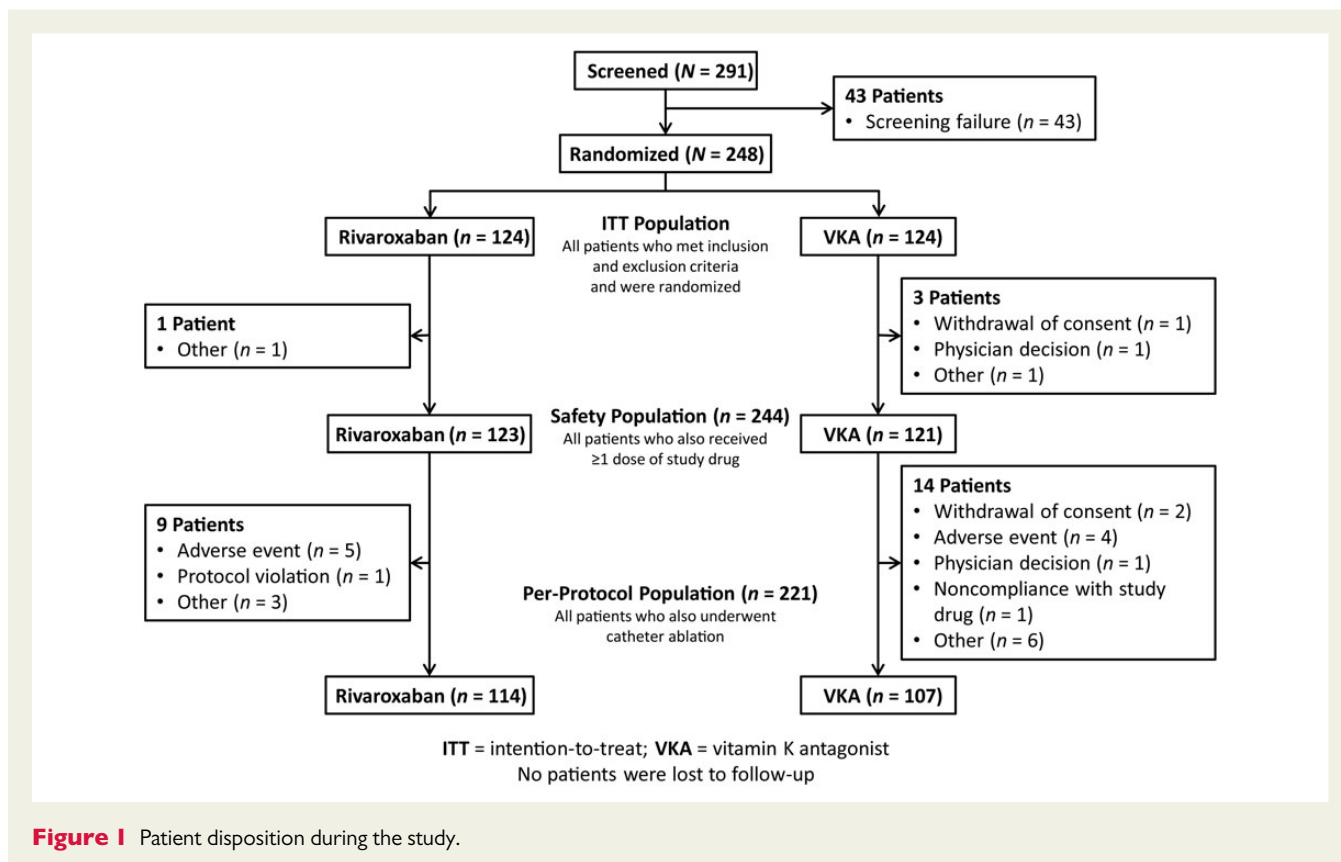 Screened (N = 291)
43 Patients
• Screening failure (n = 43)
Randomized (N = 248)
Rivaroxaban (n = 124)
ITT Population
All patients who met inclusion
and exclusion criteria
and were randomized
VKA (n = 124)
1 Patient
• Other (n = 1)
3 Patients
• Withdrawal of consent (n = 1)
• Physician decision (n = 1)
• Other (n = 1)
Rivaroxaban (n = 123)
Safety Population (n = 244)
All patients who also received
≥1 dose of study drug
VKA (n = 121)
9 Patients
• Adverse event (n = 5)
• Protocol violation (n = 1)
• Other (n = 3)
Per-Protocol Population (n = 221)
All patients who also underwent
catheter ablation
14 Patients
• Withdrawal of consent (n = 2)
• Adverse event (n = 4)
• Physician decision (n = 1)
• Noncompliance with study
drug (n = 1)
• Other (n = 6)
Rivaroxaban (n = 114)
VKA (n = 107)
ITT = intention-to-treat; VKA = vitamin K antagonist
No patients were lost to follow-up
Figure 1 Patient disposition during the study.